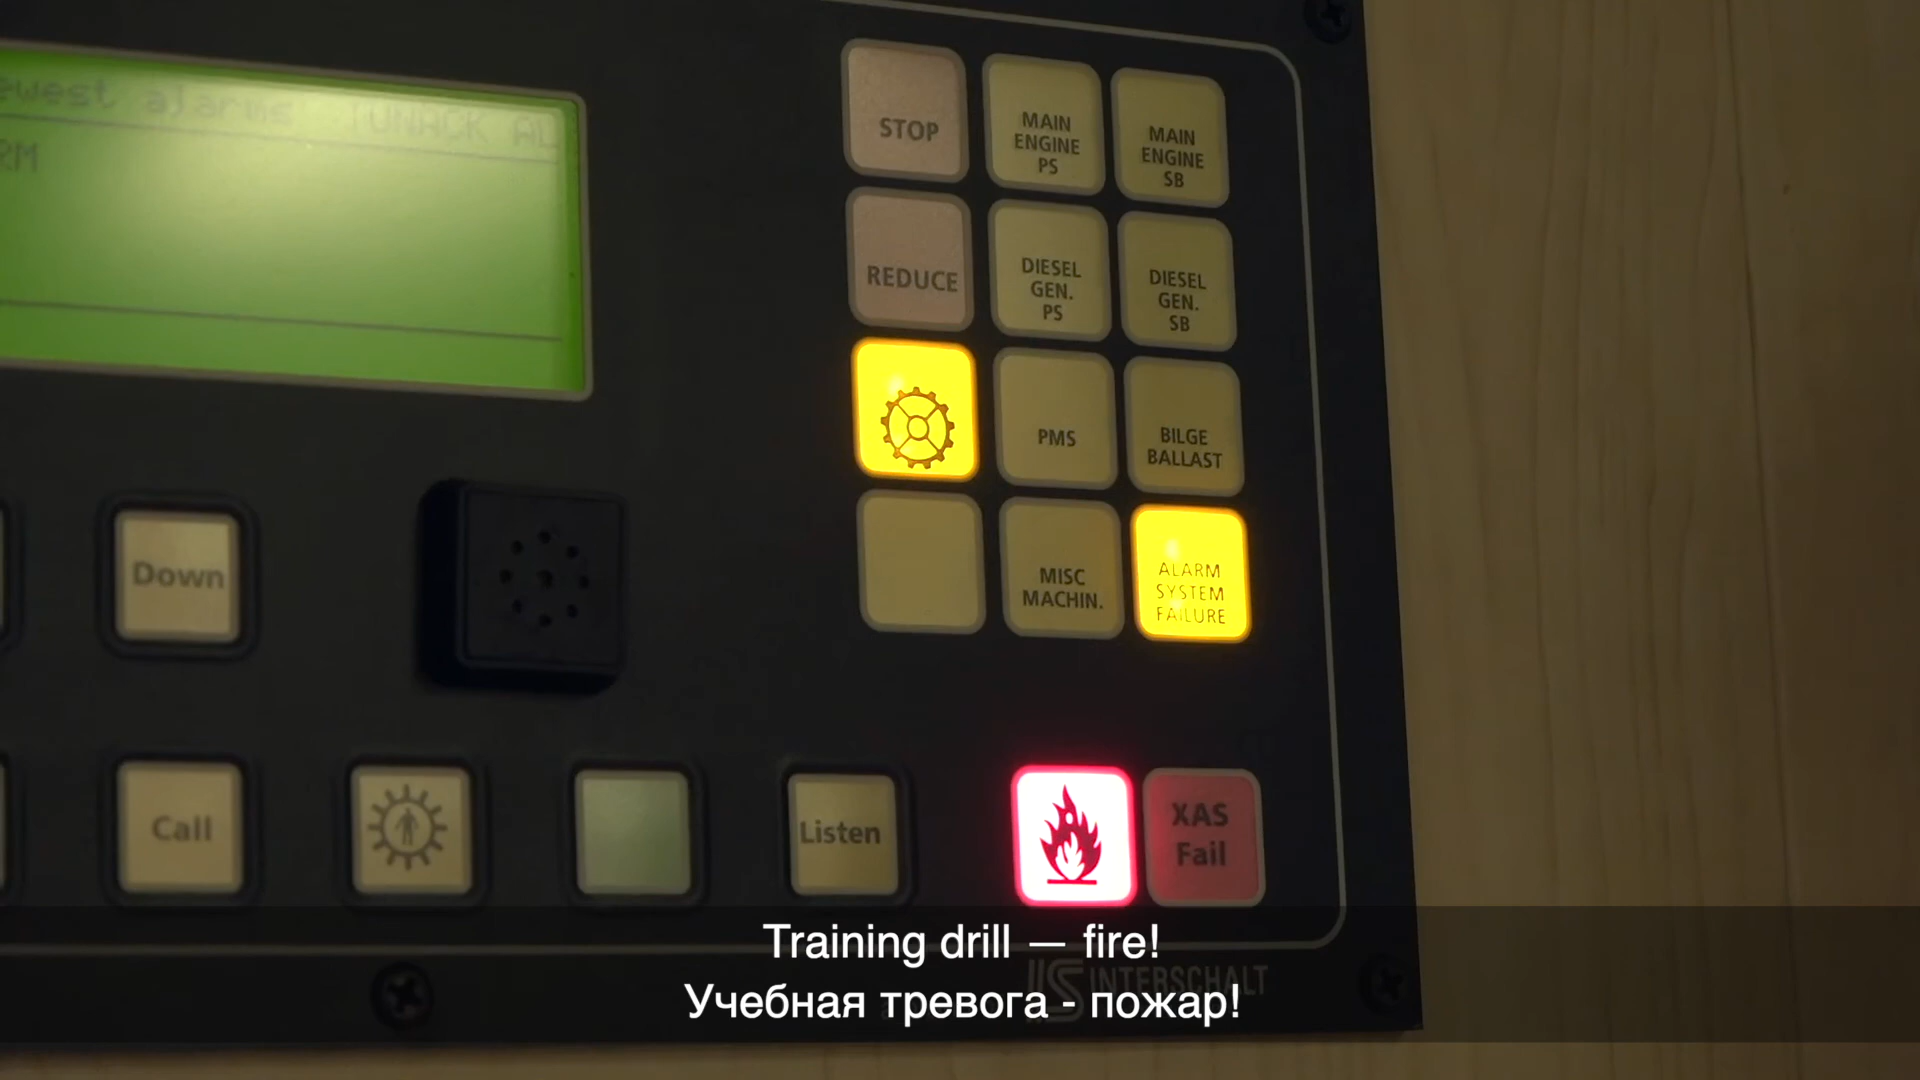 ewest alarms [UNACK AL
RM
STOP
MAIN
ENGINE
PS
MAIN
ENGINE
SB
REDUCE
DIESEL
GEN.
PS
DIESEL
GEN.
SB
PMS
BILGE
BALLAST
Down
MISC
MACHIN.
ALARM
SYSTEM
FAILURE
Call
Listen
XAS
Fail
INTERSCHALT
Training drill — fire!
Учебная тревога - пожар!